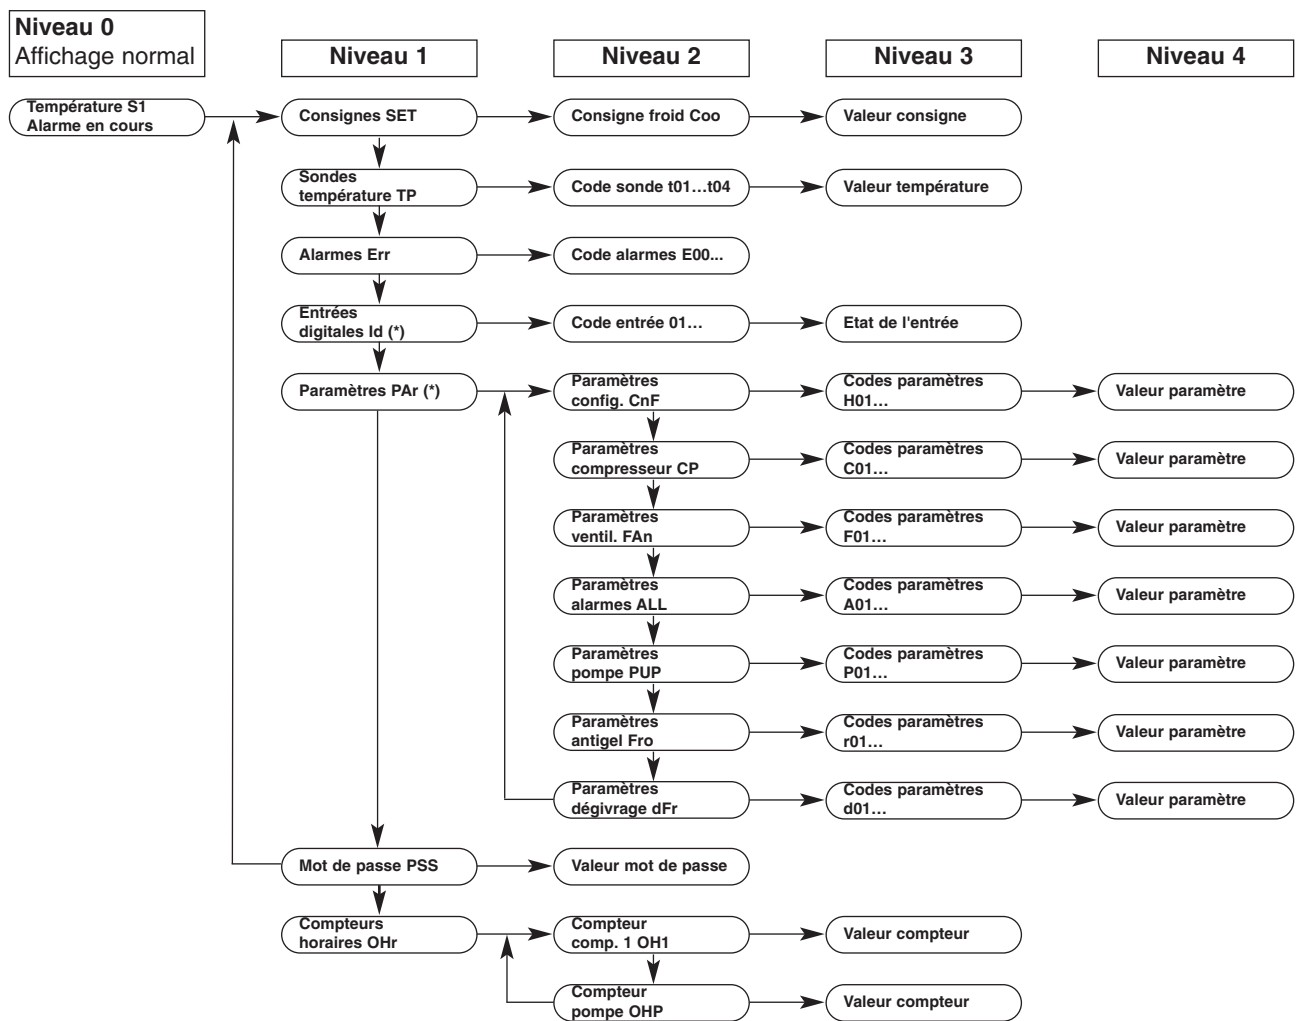 Niveau 0
Affichage normal
Niveau 1
Niveau 2
Niveau 3
Niveau 4
Température S1
Alarme en cours
Consignes SET
Consigne froid Coo
Valeur consigne
Sondes
température TP
Code sonde t01...t04
Valeur température
Alarmes Err
Code alarmes E00...
Entrées
digitales Id (*)
Code entrée 01...
Etat de l'entrée
Paramètres PAr (*)
Paramètres
config. CnF
Codes paramètres
H01...
Valeur paramètre
Paramètres
compresseur CP
Codes paramètres
C01...
Valeur paramètre
Paramètres
ventil. FAn
Codes paramètres
F01...
Valeur paramètre
Paramètres
alarmes ALL
Codes paramètres
A01...
Valeur paramètre
Paramètres
pompe PUP
Codes paramètres
P01...
Valeur paramètre
Paramètres
antigel Fro
Codes paramètres
r01...
Valeur paramètre
Paramètres
dégivrage dFr
Codes paramètres
d01...
Valeur paramètre
Mot de passe PSS
Valeur mot de passe
Compteurs
horaires OHr
Compteur
comp. 1 OH1
Valeur compteur
Compteur
pompe OHP
Valeur compteur